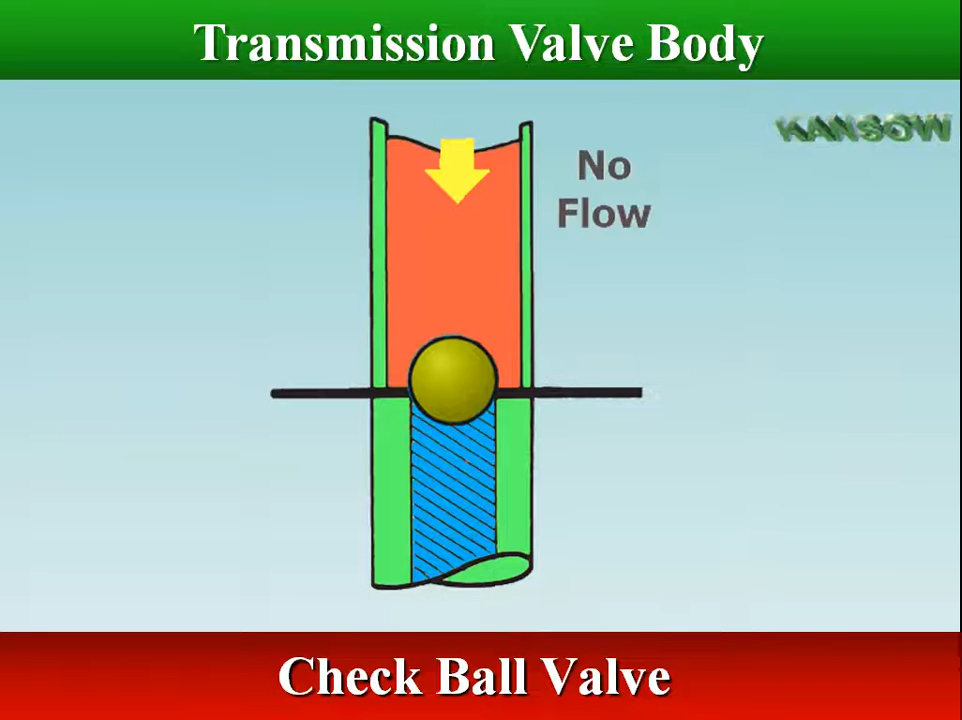 Transmission Valve Body
KANSOW
No
Flow
Check Ball Valve